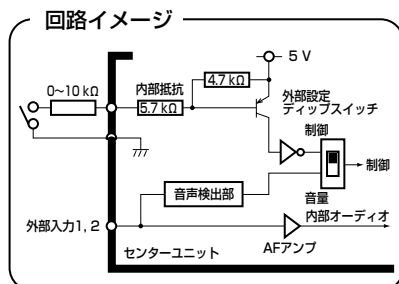 回路イメージ
5 V
4.7 kΩ
0~10 kΩ
内部抵抗
5.7 kΩ
外部設定
ディップスイッチ
制御
制御
音声検出部
音量
内部オーディオ
外部入力1, 2
AFアンプ
センターユニット